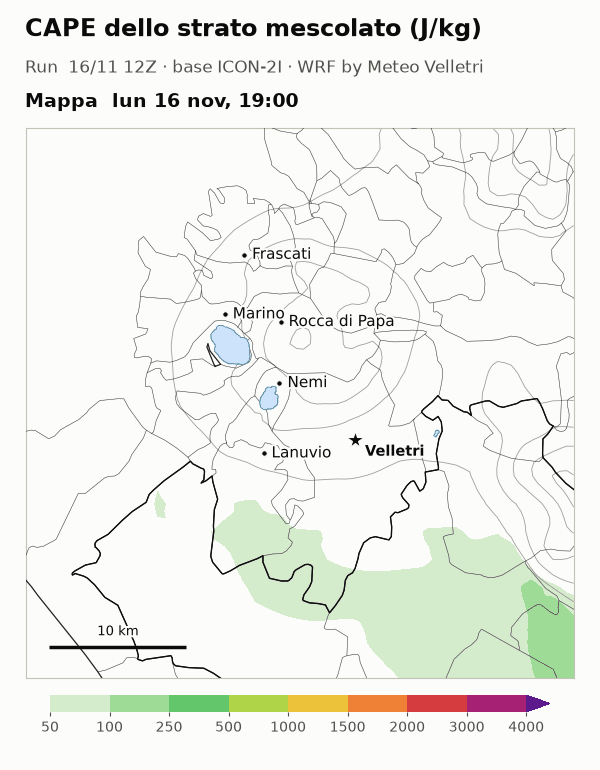 CAPE dello strato mescolato (J/kg)
Run  16/11 12Z · base ICON-2I · WRF by Meteo Velletri
Mappa  lun 16 nov, 19:00
Frascati
Marino
Rocca di Papa
Nemi
Velletri
Lanuvio
10 km
50 100 250 500 1000 1500 2000 3000 4000